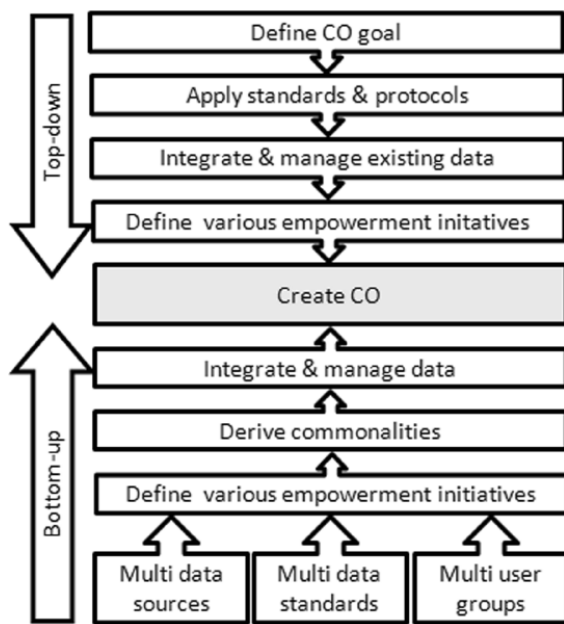 Top-down
Define CO goal
Apply standards & protocols
Integrate & manage existing data
Define various empowerment initatives
Create CO
Bottom-up
Integrate & manage data
Derive commonalities
Define various empowerment initiatives
Multi data
sources
Multi data
standards
Multi user
groups